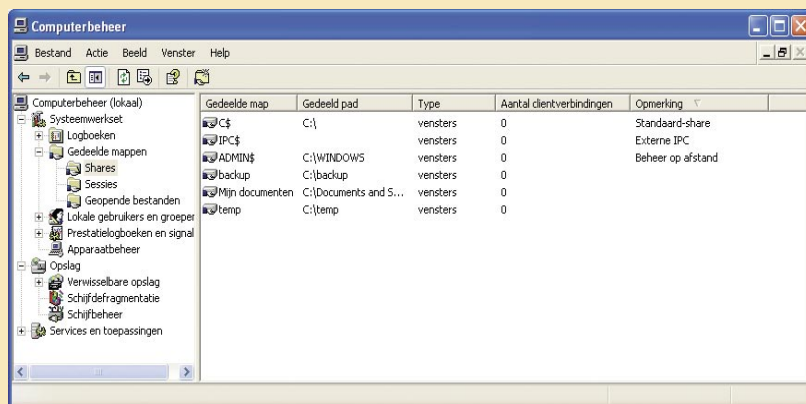 Computerbeheer
Bestand Actie Beeld Venster Help
Computerbeheer (lokaal)
Systeemwerkset
Logboeken
Gedeelde mappen
Shares
Sessies
Geopende bestanden
Lokale gebruikers en groeper
Prestatielogboeken en signal
Apparaatbeheer
Opslag
Verwisselbare opslag
Schijfdefragmentatie
Schijfbeheer
Services en toepassingen
Gedeelde map Gedeeld pad Type Aantal clientverbindingen Opmerking
C$ C:\ vensters 0 Standaard-share
IPC$ vensters 0 Externe IPC
ADMIN$ C:\WINDOWS vensters 0 Beheer op afstand
backup C:\backup vensters 0
Mijn documenten C:\Documents and S... vensters 0
temp C:\temp vensters 0